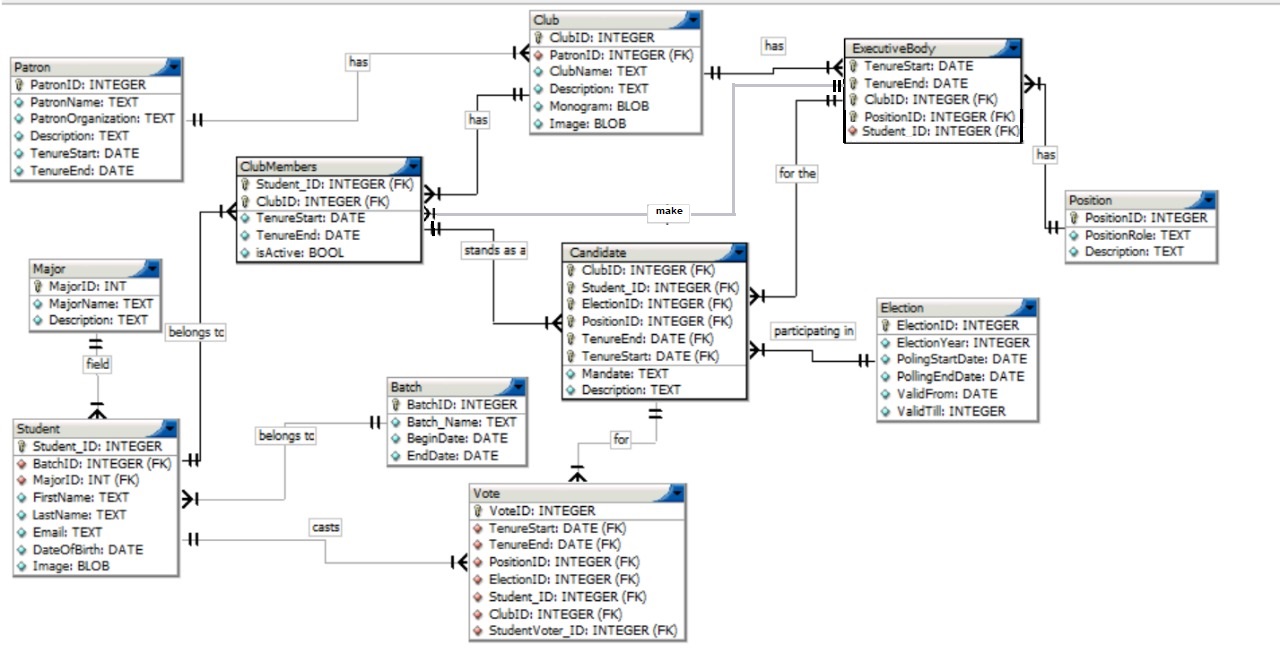 Club
ClubID: INTEGER
PatronID: INTEGER (FK)
ClubName: TEXT
Description: TEXT
Monogram: BLOB
Image: BLOB
has
has
ExecutiveBody
TenureStart: DATE
TenureEnd: DATE
ClubID: INTEGER (FK)
PositionID: INTEGER (FK)
Student_ID: INTEGER (FK)
Patron
PatronID: INTEGER
PatronName: TEXT
PatronOrganization: TEXT
Description: TEXT
TenureStart: DATE
TenureEnd: DATE
has
has
for the
ClubMembers
Student_ID: INTEGER (FK)
ClubID: INTEGER (FK)
TenureStart: DATE
TenureEnd: DATE
isActive: BOOL
make
stands as a
Position
PositionID: INTEGER
PositionRole: TEXT
Description: TEXT
Candidate
ClubID: INTEGER (FK)
Student_ID: INTEGER (FK)
ElectionID: INTEGER (FK)
PositionID: INTEGER (FK)
TenureEnd: DATE (FK)
TenureStart: DATE (FK)
Mandate: TEXT
Description: TEXT
Major
MajorID: INT
MajorName: TEXT
Description: TEXT
belongs tc
field
participating in
Election
ElectionID: INTEGER
ElectionYear: INTEGER
PolingStartDate: DATE
PollingEndDate: DATE
ValidFrom: DATE
ValidTill: INTEGER
Batch
BatchID: INTEGER
Batch_Name: TEXT
BeginDate: DATE
EndDate: DATE
belongs tc
for
Student
Student_ID: INTEGER
BatchID: INTEGER (FK)
MajorID: INT (FK)
FirstName: TEXT
LastName: TEXT
Email: TEXT
DateOfBirth: DATE
Image: BLOB
casts
Vote
VoteID: INTEGER
TenureStart: DATE (FK)
TenureEnd: DATE (FK)
PositionID: INTEGER (FK)
ElectionID: INTEGER (FK)
Student_ID: INTEGER (FK)
ClubID: INTEGER (FK)
StudentVoter_ID: INTEGER (FK)